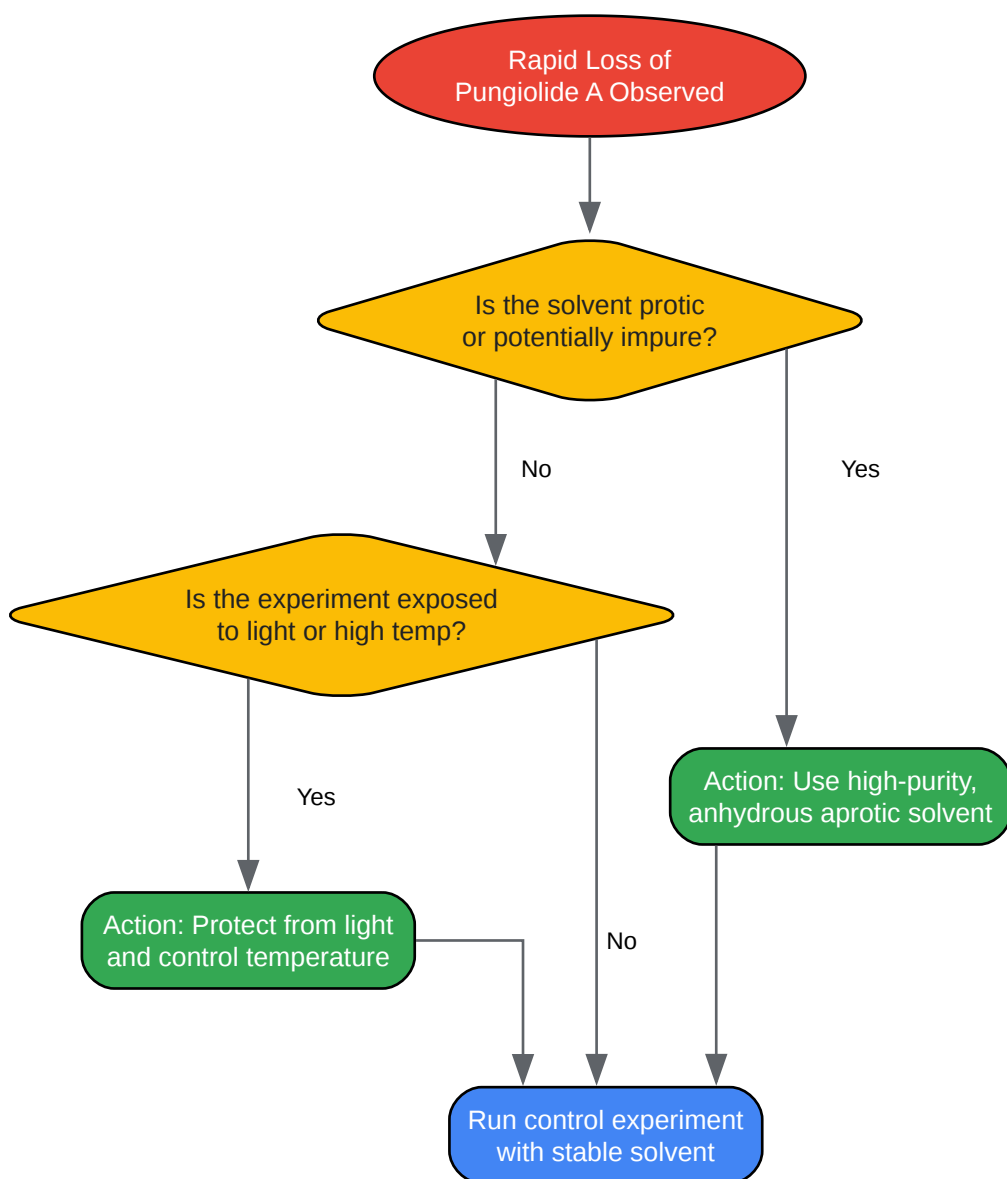 Rapid Loss of
Pungiolide A Observed
Is the solvent protic
or potentially impure?
No
Yes
Is the experiment exposed
to light or high temp?
Yes
Action: Use high-purity,
anhydrous aprotic solvent
Action: Protect from light
and control temperature
No
Run control experiment
with stable solvent